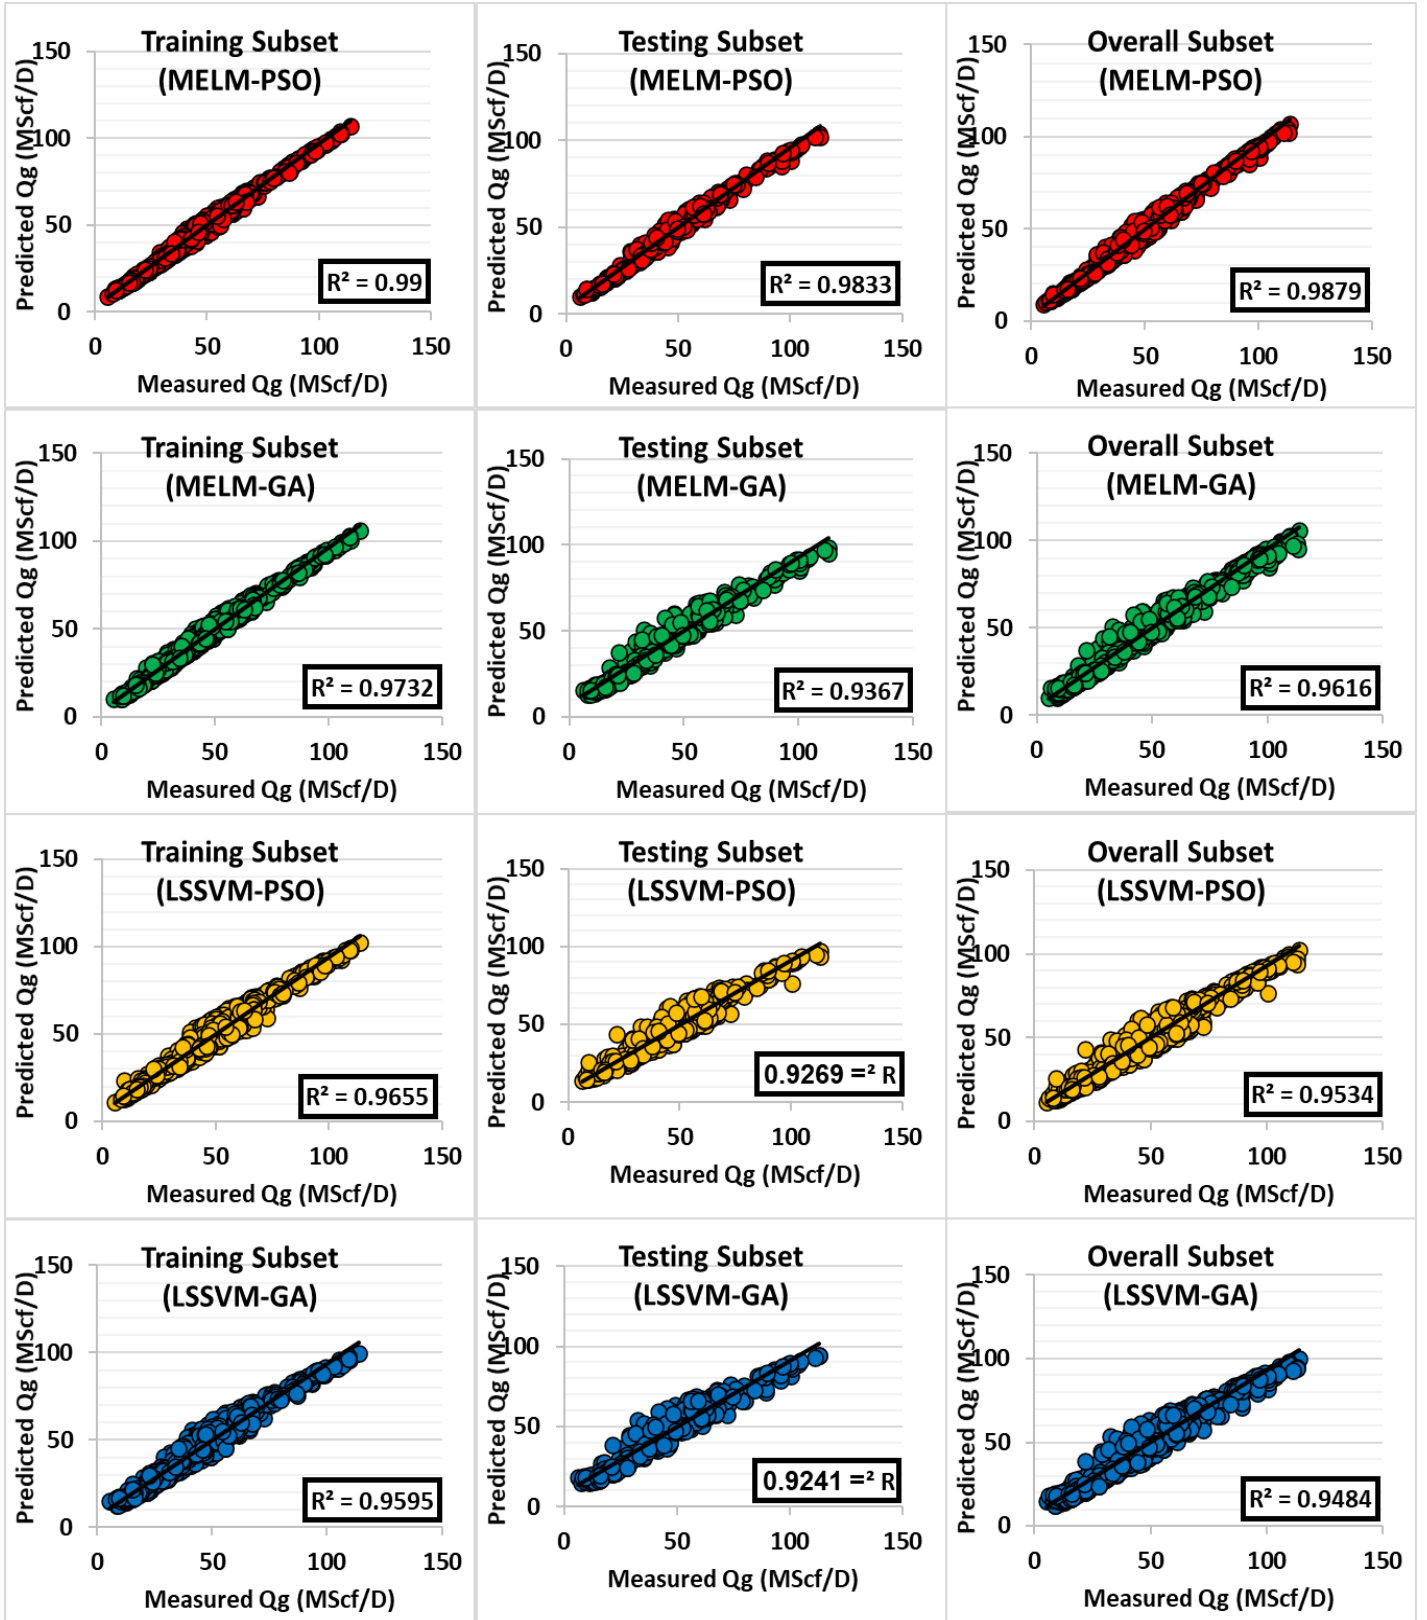 Training Subset
(MELM-PSO)
Predicted Qg (MScf/D)
150
100
50
0
R² = 0.99
0 50 100 150
Measured Qg (MScf/D)
Testing Subset
(MELM-PSO)
Predicted Qg (MScf/D)
150
100
50
0
R² = 0.9833
0 50 100 150
Measured Qg (MScf/D)
Overall Subset
(MELM-PSO)
Predicted Qg (MScf/D)
150
100
50
0
R² = 0.9879
0 50 100 150
Measured Qg (MScf/D)
Training Subset
(MELM-GA)
Predicted Qg (MScf/D)
150
100
50
0
R² = 0.9732
0 50 100 150
Measured Qg (MScf/D)
Testing Subset
(MELM-GA)
Predicted Qg (MScf/D)
150
100
50
0
R² = 0.9367
0 50 100 150
Measured Qg (MScf/D)
Overall Subset
(MELM-GA)
Predicted Qg (MScf/D)
150
100
50
0
R² = 0.9616
0 50 100 150
Measured Qg (MScf/D)
Training Subset
(LSSVM-PSO)
Predicted Qg (MScf/D)
150
100
50
0
R² = 0.9655
0 50 100 150
Measured Qg (MScf/D)
Testing Subset
(LSSVM-PSO)
Predicted Qg (MScf/D)
150
100
50
0
0.9269 =² R
0 50 100 150
Measured Qg (MScf/D)
Overall Subset
(LSSVM-PSO)
Predicted Qg (MScf/D)
150
100
50
0
R² = 0.9534
0 50 100 150
Measured Qg (MScf/D)
Training Subset
(LSSVM-GA)
Predicted Qg (MScf/D)
150
100
50
0
R² = 0.9595
0 50 100 150
Measured Qg (MScf/D)
Testing Subset
(LSSVM-GA)
Predicted Qg (MScf/D)
150
100
50
0
0.9241 =² R
0 50 100 150
Measured Qg (MScf/D)
Overall Subset
(LSSVM-GA)
Predicted Qg (MScf/D)
150
100
50
0
R² = 0.9484
0 50 100 150
Measured Qg (MScf/D)